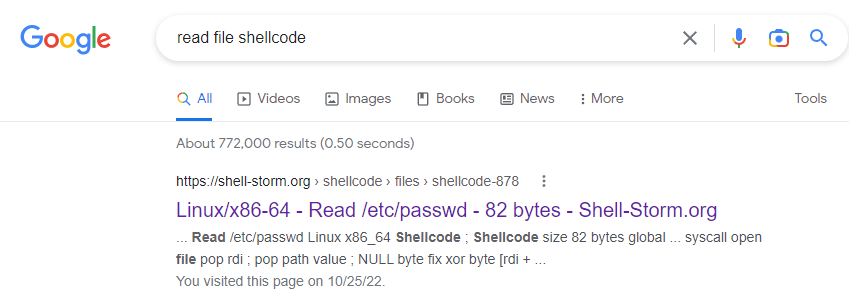 Google
read file shellcode
All Videos Images Books News More Tools
About 772,000 results (0.50 seconds)
https://shell-storm.org › shellcode › files › shellcode-878
Linux/x86-64 - Read /etc/passwd - 82 bytes - Shell-Storm.org
... Read /etc/passwd Linux x86_64 Shellcode ; Shellcode size 82 bytes global ... syscall open
file pop rdi ; pop path value ; NULL byte fix xor byte [rdi + ...
You visited this page on 10/25/22.